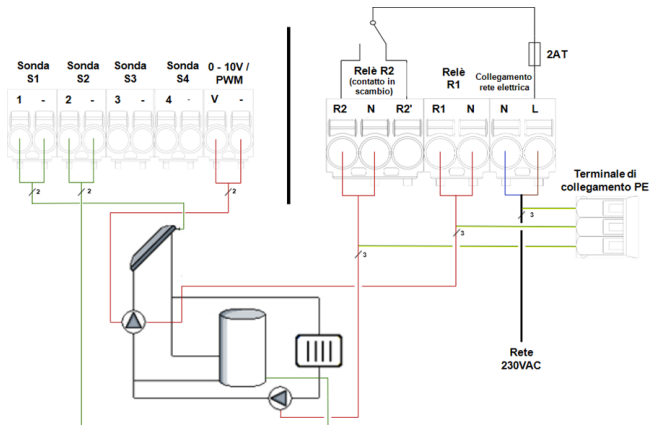 Sonda
S1
Sonda
S2
Sonda
S3
Sonda
S4
0 - 10V /
PWM
1 - 2 - 3 - 4 - V -
2
2
2
2AT
Relè R2
(contatto in
scambio)
Relè
R1
Collegamento
rete elettrica
R2 N R2' R1 N N L
Terminale di
collegamento PE
3
3
Rete
230VAC